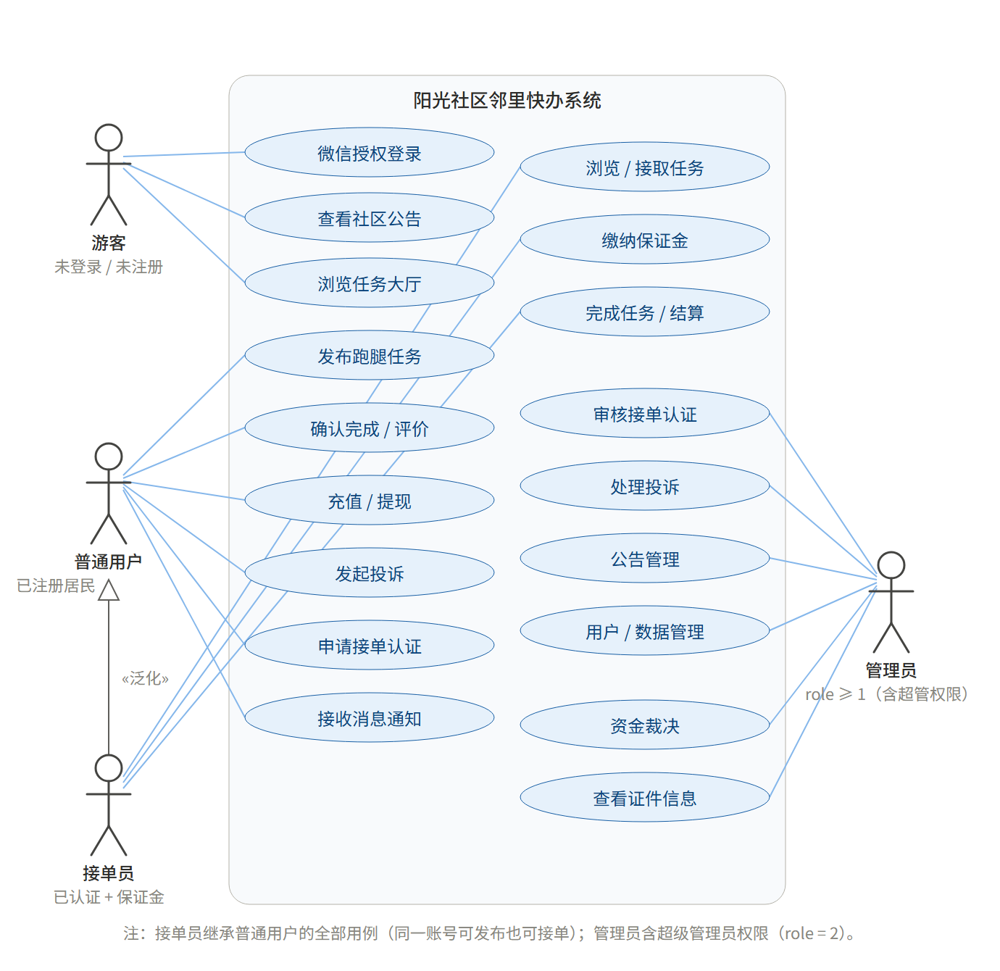 阳光社区邻里快办系统
微信授权登录
查看社区公告
浏览任务大厅
发布跑腿任务
确认完成 / 评价
充值 / 提现
发起投诉
申请接单认证
接收消息通知
浏览 / 接取任务
缴纳保证金
完成任务 / 结算
审核接单认证
处理投诉
公告管理
用户 / 数据管理
资金裁决
查看证件信息
游客
未登录 / 未注册
普通用户
已注册居民
«泛化»
接单员
已认证 + 保证金
管理员
role ⩾ 1（含超管权限）
注：接单员继承普通用户的全部用例（同一账号可发布也可接单）；管理员含超级管理员权限（role = 2）。